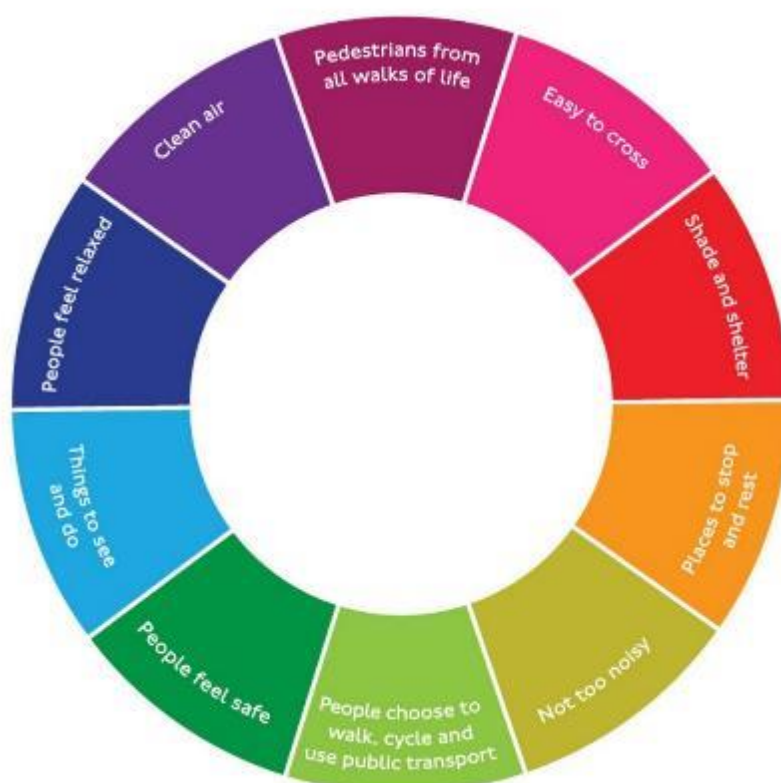 Pedestrians from
all walks of life
Easy to cross
Shade and shelter
Places to stop
and rest
Not too noisy
People choose to
walk, cycle and
use public transport
People feel safe
Things to see
and do
People feel relaxed
Clean air